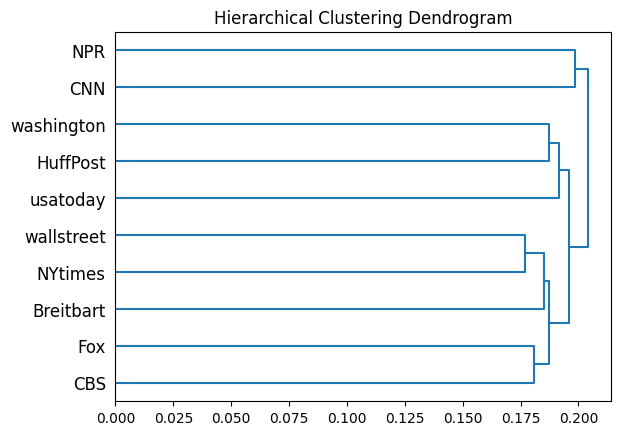 Hierarchical Clustering Dendrogram
NPR
CNN
washington
HuffPost
usatoday
wallstreet
NYtimes
Breitbart
Fox
CBS
0.000 0.025 0.050 0.075 0.100 0.125 0.150 0.175 0.200